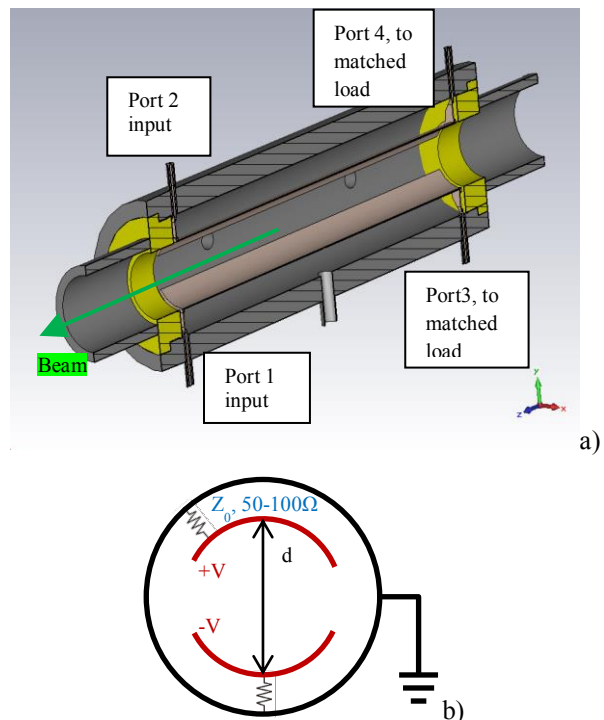 Port 4, to
matched
load
Port 2
input
Port3, to
matched
load
Beam
Port 1
input
y
z
x
a)
Z0, 50-100Ω
+V
d
-V
b)